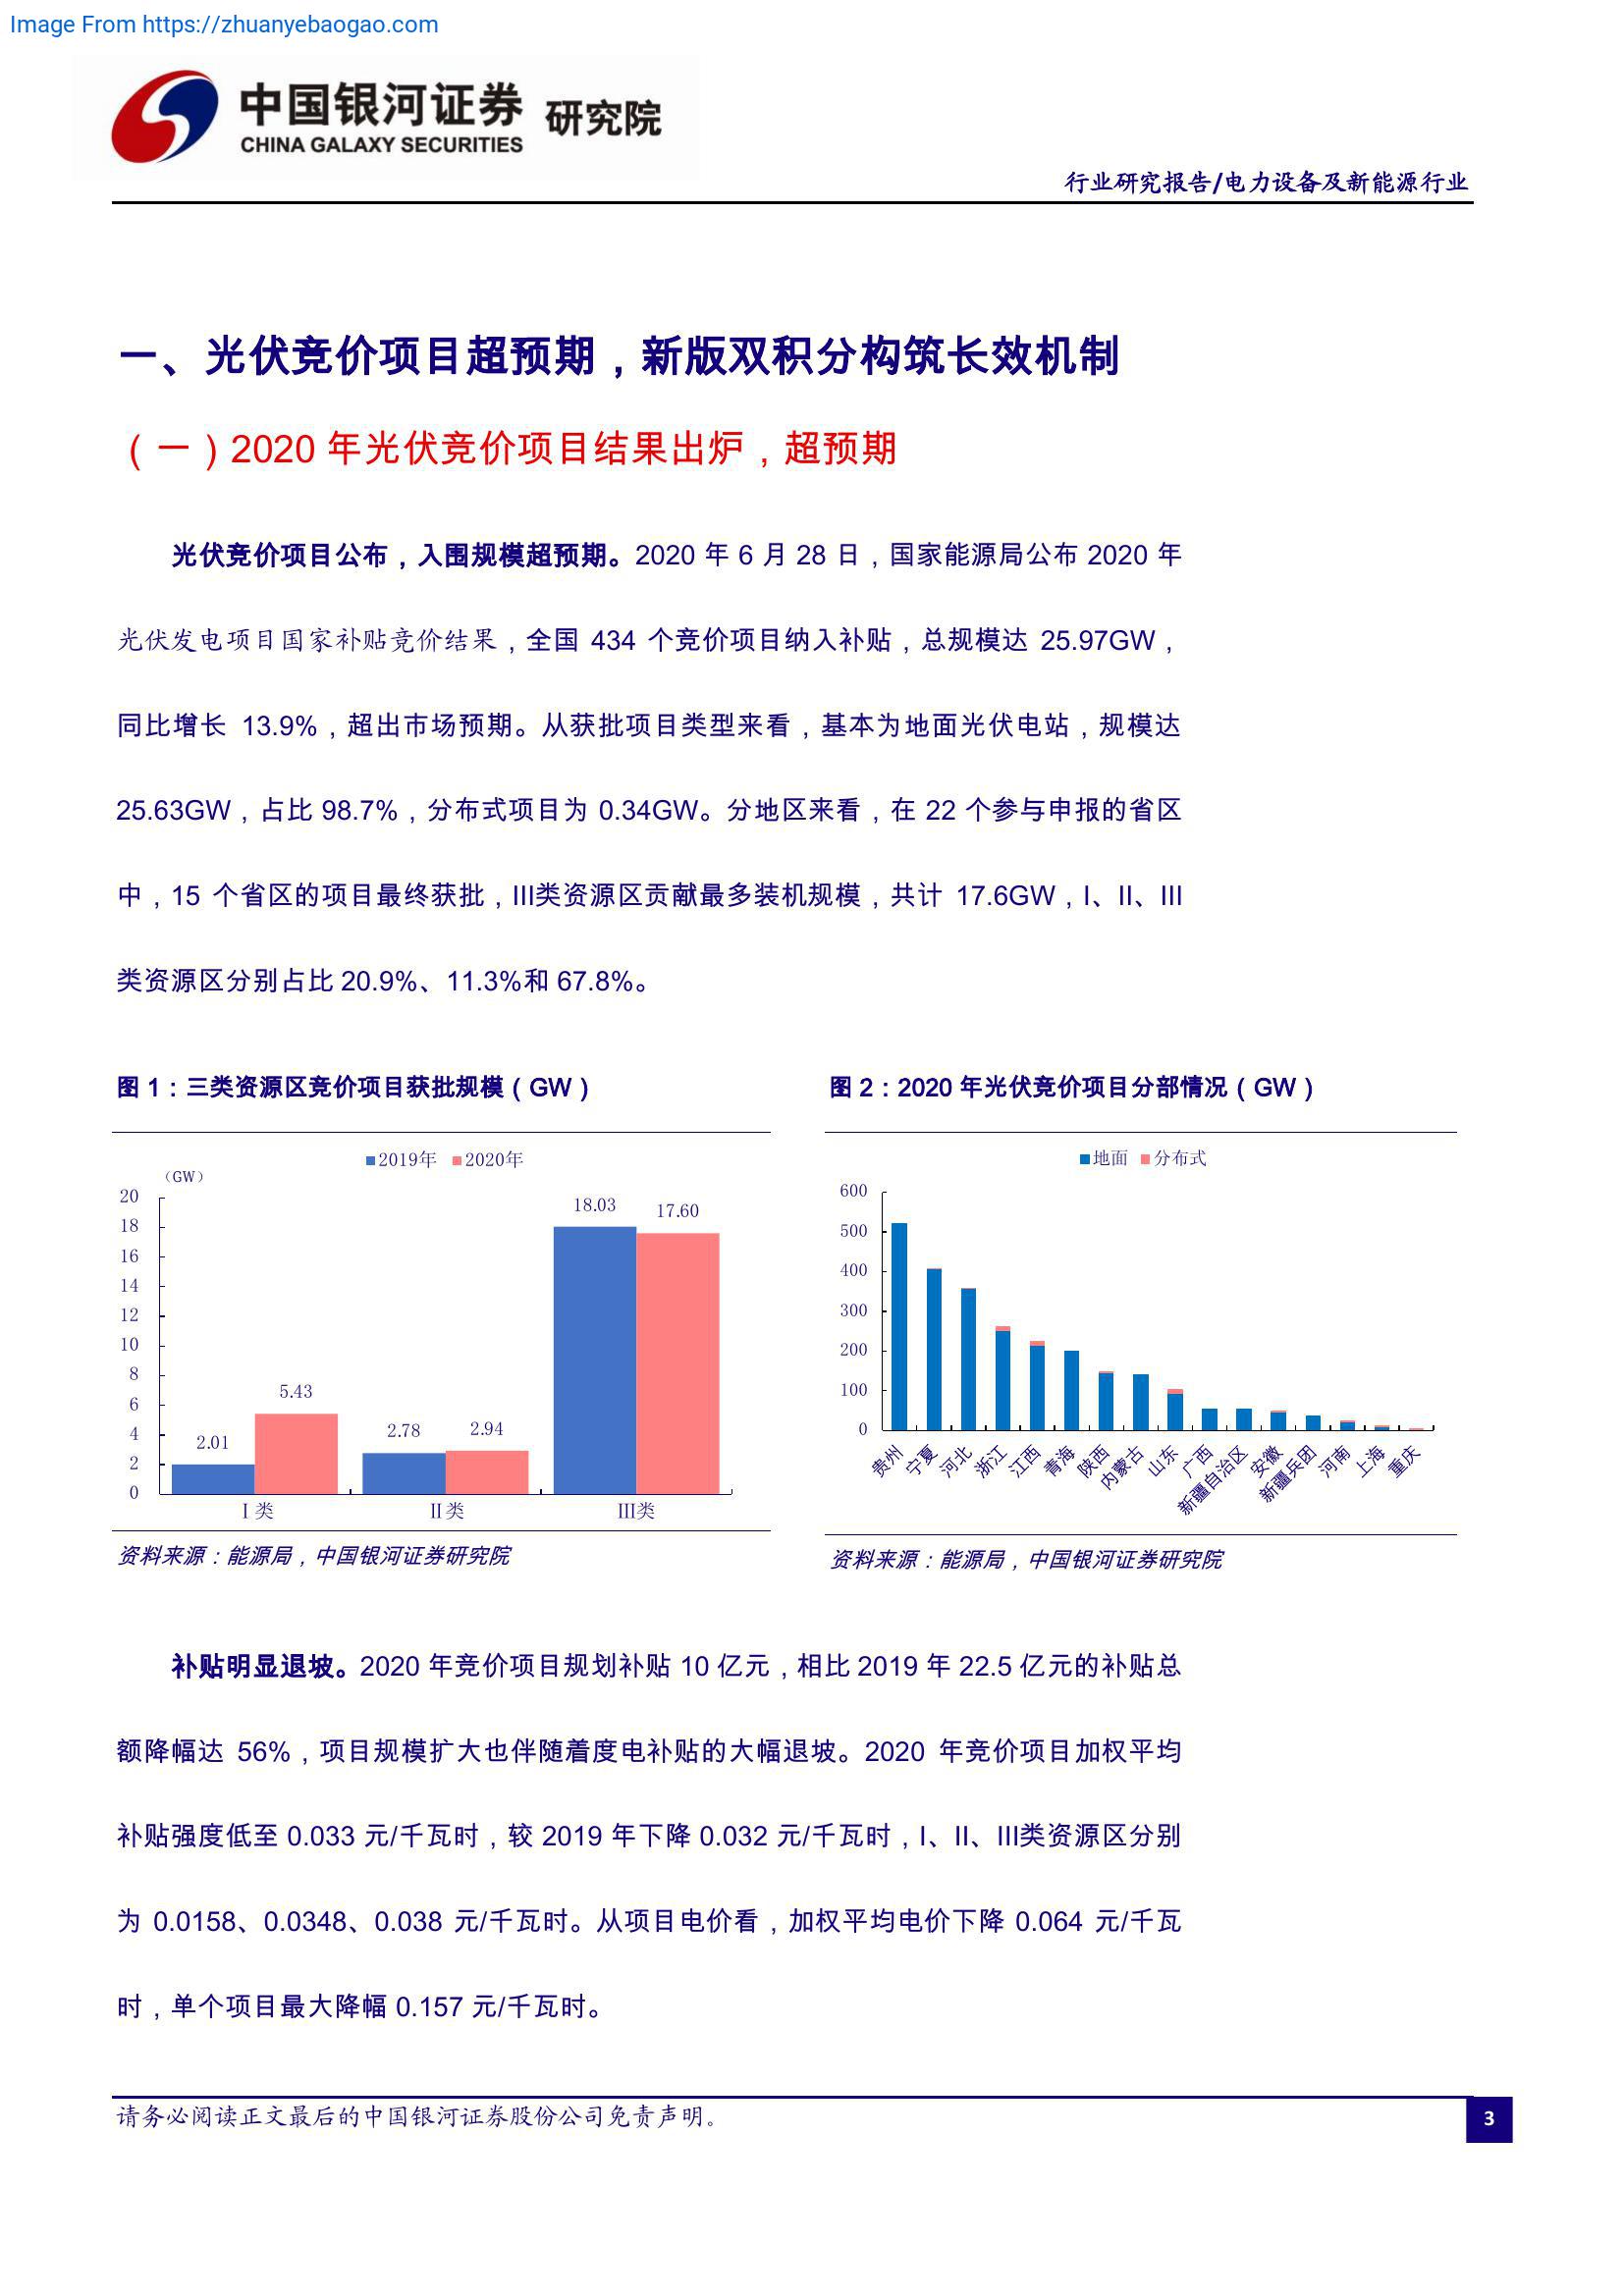 Image From https://zhuanyebaogao.com
中国银河证券 研究院
CHINA GALAXY SECURITIES
行业研究报告/电力设备及新能源行业
一、光伏竞价项目超预期，新版双积分构筑长效机制
（一）2020 年光伏竞价项目结果出炉，超预期
光伏竞价项目公布，入围规模超预期。2020 年 6 月 28 日，国家能源局公布 2020 年
光伏发电项目国家补贴竞价结果，全国 434 个竞价项目纳入补贴，总规模达 25.97GW，
同比增长 13.9%，超出市场预期。从获批项目类型来看，基本为地面光伏电站，规模达
25.63GW，占比 98.7%，分布式项目为 0.34GW。分地区来看，在 22 个参与申报的省区
中，15 个省区的项目最终获批，III类资源区贡献最多装机规模，共计 17.6GW，I、II、III
类资源区分别占比 20.9%、11.3%和 67.8%。
图 1：三类资源区竞价项目获批规模（GW）
2019年 2020年
（GW）
20
18
16
14
12
10
8
6
4
2
0
2.01 5.43 2.78 2.94 18.03 17.60
I 类 II 类 III类
资料来源：能源局，中国银河证券研究院
图 2：2020 年光伏竞价项目分部情况（GW）
地面 分布式
600
500
400
300
200
100
0
贵州 宁夏 河北 浙江 江西 青海 陕西 内蒙古 山东 广西 新疆自治区 安徽 新疆兵团 河南 上海 重庆
资料来源：能源局，中国银河证券研究院
补贴明显退坡。2020 年竞价项目规划补贴 10 亿元，相比 2019 年 22.5 亿元的补贴总
额降幅达 56%，项目规模扩大也伴随着度电补贴的大幅退坡。2020 年竞价项目加权平均
补贴强度低至 0.033 元/千瓦时，较 2019 年下降 0.032 元/千瓦时，I、II、III类资源区分别
为 0.0158、0.0348、0.038 元/千瓦时。从项目电价看，加权平均电价下降 0.064 元/千瓦
时，单个项目最大降幅 0.157 元/千瓦时。
请务必阅读正文最后的中国银河证券股份公司免责声明。
3